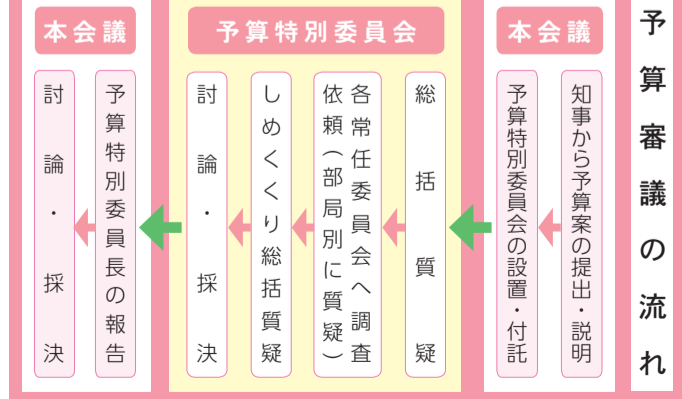 予算審議の流れ
本会議
知事から予算案の提出・説明
予算特別委員会の設置・付託
予算特別委員会
総括質疑
各常任委員会へ調査
依頼（部局別に質疑）
しめくくり総括質疑
討論・採決
本会議
予算特別委員長の報告
討論・採決